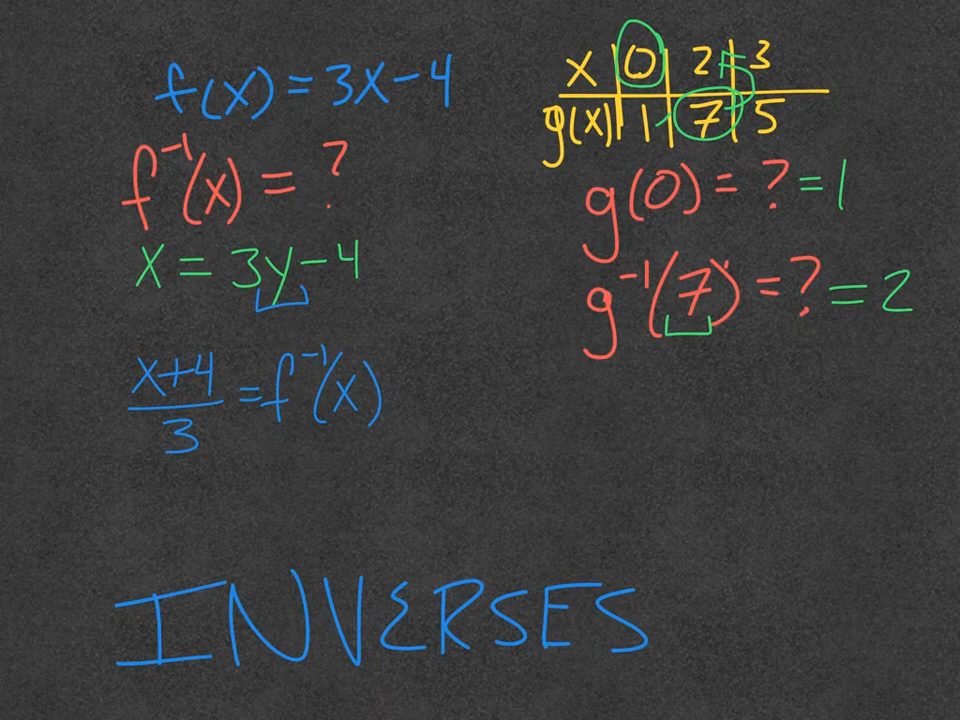 f(x) = 3x - 4
f⁻¹(x) = ?
x = 3y - 4
x+4
3
= f⁻¹(x)
x | 0 | 2 | 3
g(x) | 1 | 7 | 5
g(0) = ? = 1
g⁻¹(7) = ? = 2
INVERSES